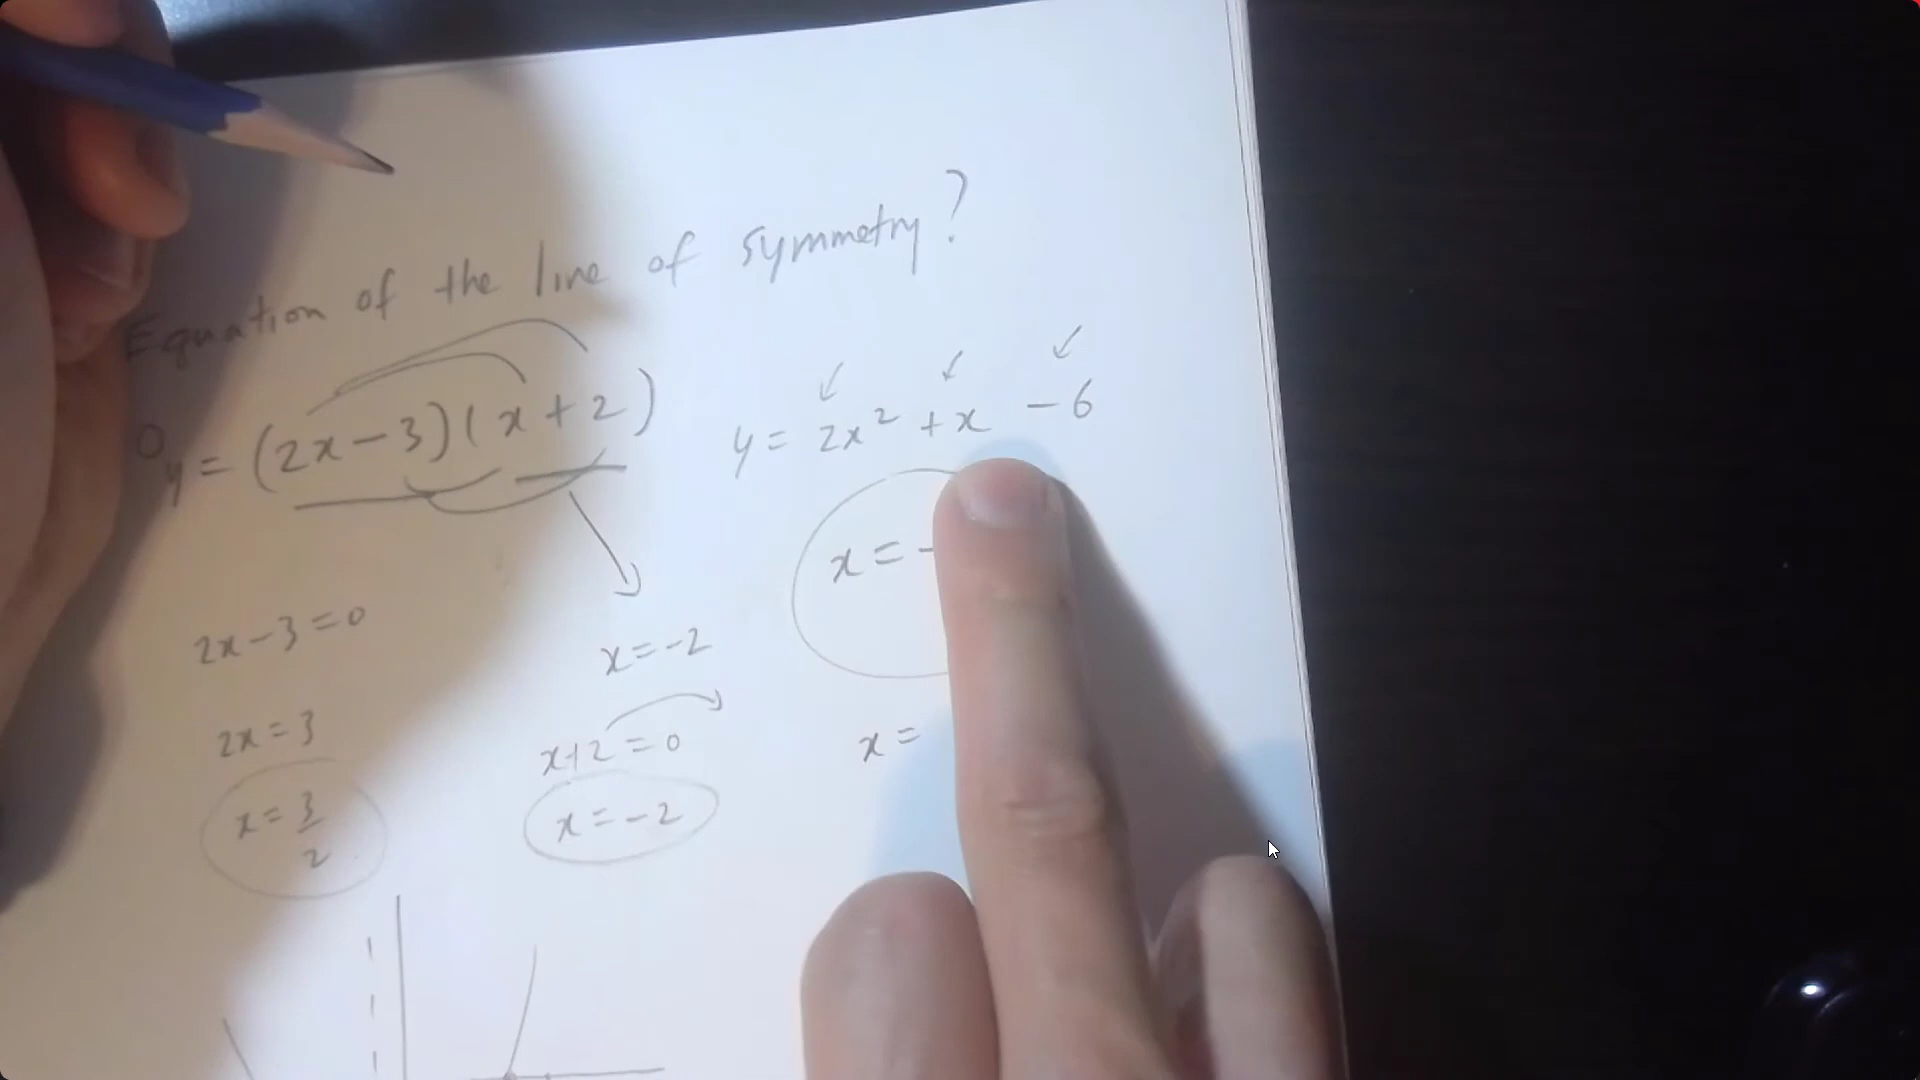 Equation of the line of symmetry?
0
y = (2x - 3)(x + 2)
y = 2x² + x - 6
x = -
2x - 3 = 0
x = -2
2x = 3
x + 2 = 0
x =
x = 3/2
x = -2